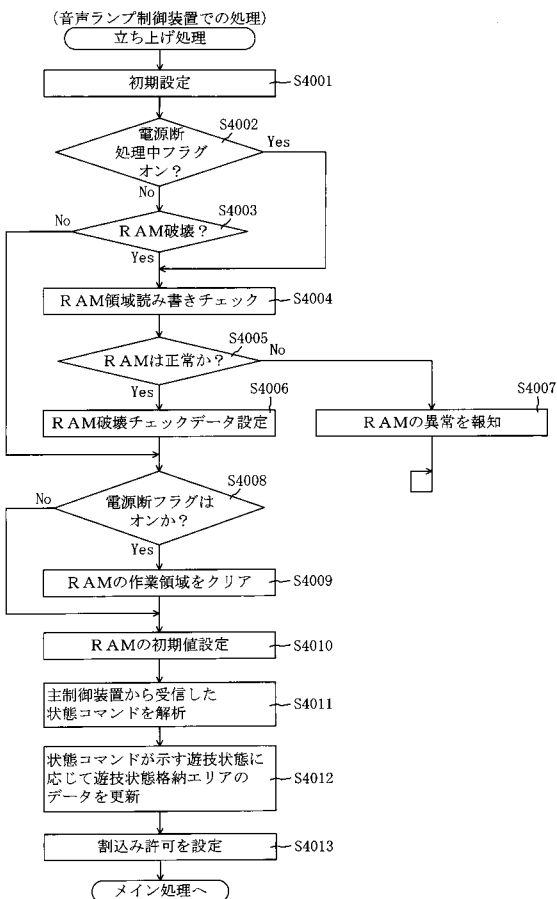 (音声ランプ制御装置での処理)
立ち上げ処理
初期設定
S4001
S4002
電源断
処理中フラグ
オン？
Yes
No
S4003
RAM破壊？
No
Yes
RAM領域読み書きチェック
S4004
S4005
RAMは正常か？
No
Yes
S4006
RAM破壊チェックデータ設定
S4007
RAMの異常を報知
S4008
電源断フラグは
オンか？
No
Yes
RAMの作業領域をクリア
S4009
RAMの初期値設定
S4010
主制御装置から受信した
状態コマンドを解析
S4011
状態コマンドが示す遊技状態に
応じて遊技状態格納エリアの
データを更新
S4012
割込み許可を設定
S4013
メイン処理へ